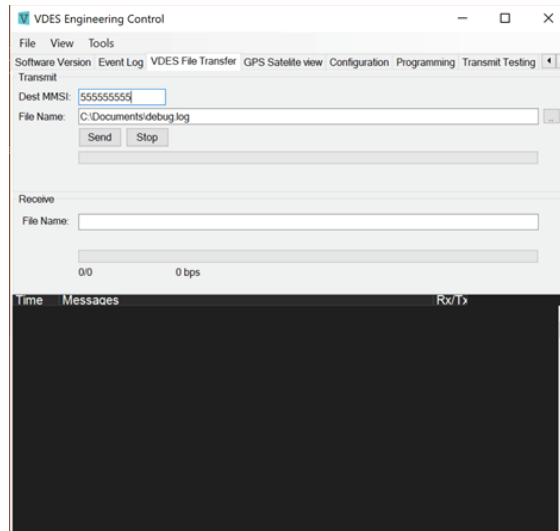 VDES Engineering Control
File View Tools
Software Version Event Log VDES File Transfer GPS Satelite view Configuration Programming Transmit Testing
Transmit
Dest MMSI: 555555555
File Name: C:\Documents\debug.log ..
Send Stop
Receive
File Name:
0/0 0 bps
Time Messages Rx/Tx